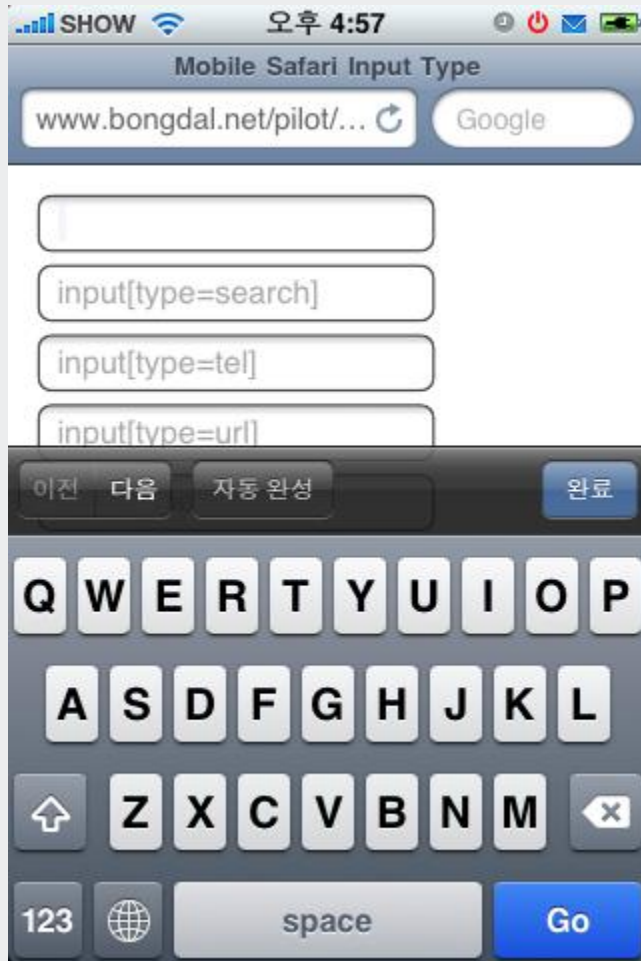 SHOW 오후 4:57
Mobile Safari Input Type
www.bongdal.net/pilot/... Google
input[type=search]
input[type=tel]
input[type=url]
이전 다음 자동 완성 완료
Q W E R T Y U I O P
A S D F G H J K L
Z X C V B N M
123 space Go